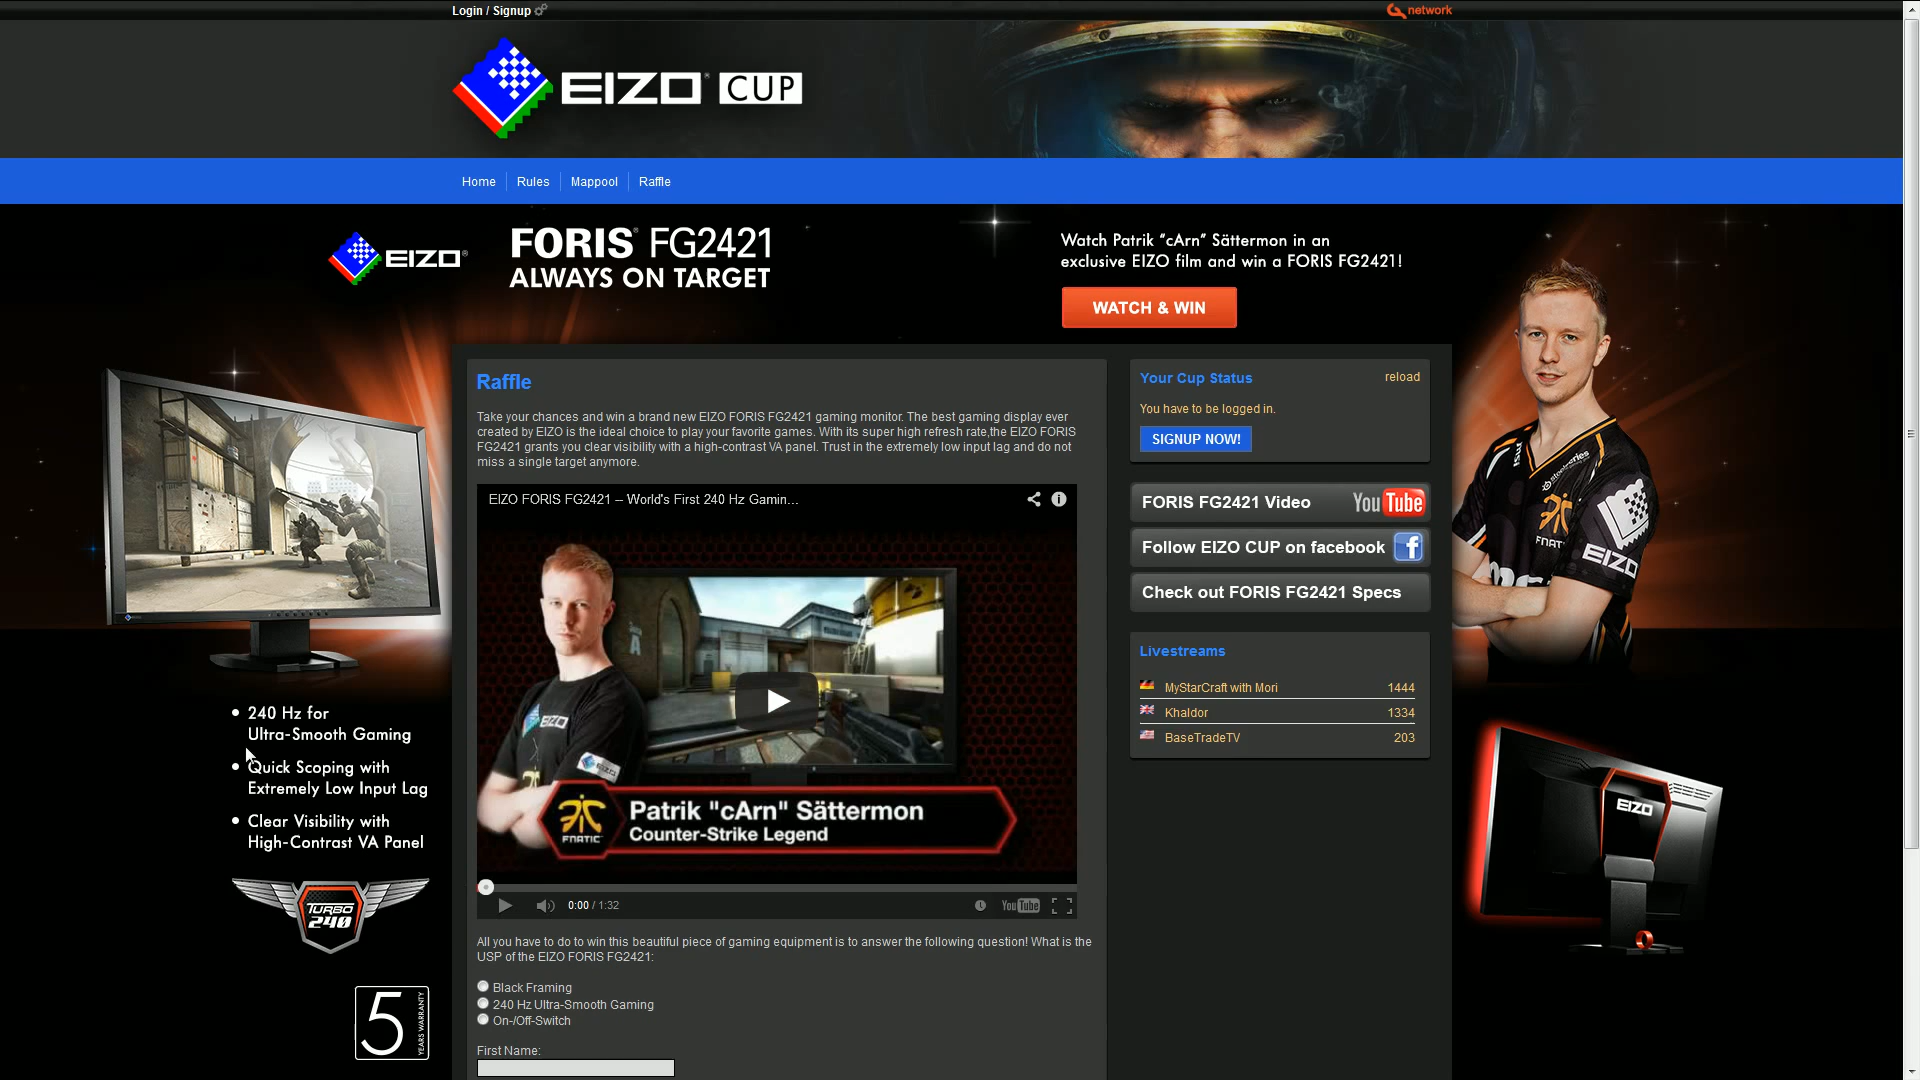 Login / Signup
network
EIZO CUP
Home
Rules
Mappool
Raffle
EIZO
FORIS FG2421
ALWAYS ON TARGET
Watch Patrik "cArn" Sättermon in an
exclusive EIZO film and win a FORIS FG2421!
WATCH & WIN
Raffle
Take your chances and win a brand new EIZO FORIS FG2421 gaming monitor. The best gaming display ever
created by EIZO is the ideal choice to play your favorite games. With its super high refresh rate,the EIZO FORIS
FG2421 grants you clear visibility with a high-contrast VA panel. Trust in the extremely low input lag and do not
miss a single target anymore.
EIZO FORIS FG2421 – World's First 240 Hz Gamin...
EIZO
Patrik "cArn" Sättermon
Counter-Strike Legend
FNATIC
0:00 / 1:32
YouTube
All you have to do to win this beautiful piece of gaming equipment is to answer the following question! What is the
USP of the EIZO FORIS FG2421:
Black Framing
240 Hz Ultra-Smooth Gaming
On-/Off-Switch
First Name:
Your Cup Status
reload
You have to be logged in.
SIGNUP NOW!
FORIS FG2421 Video
YouTube
Follow EIZO CUP on facebook
Check out FORIS FG2421 Specs
Livestreams
MyStarCraft with Mori 1444
Khaldor 1334
BaseTradeTV 203
240 Hz for
Ultra-Smooth Gaming
Quick Scoping with
Extremely Low Input Lag
Clear Visibility with
High-Contrast VA Panel
TURBO
240
5
YEARS WARRANTY
steelseries
FNATIC
EIZO
EIZO